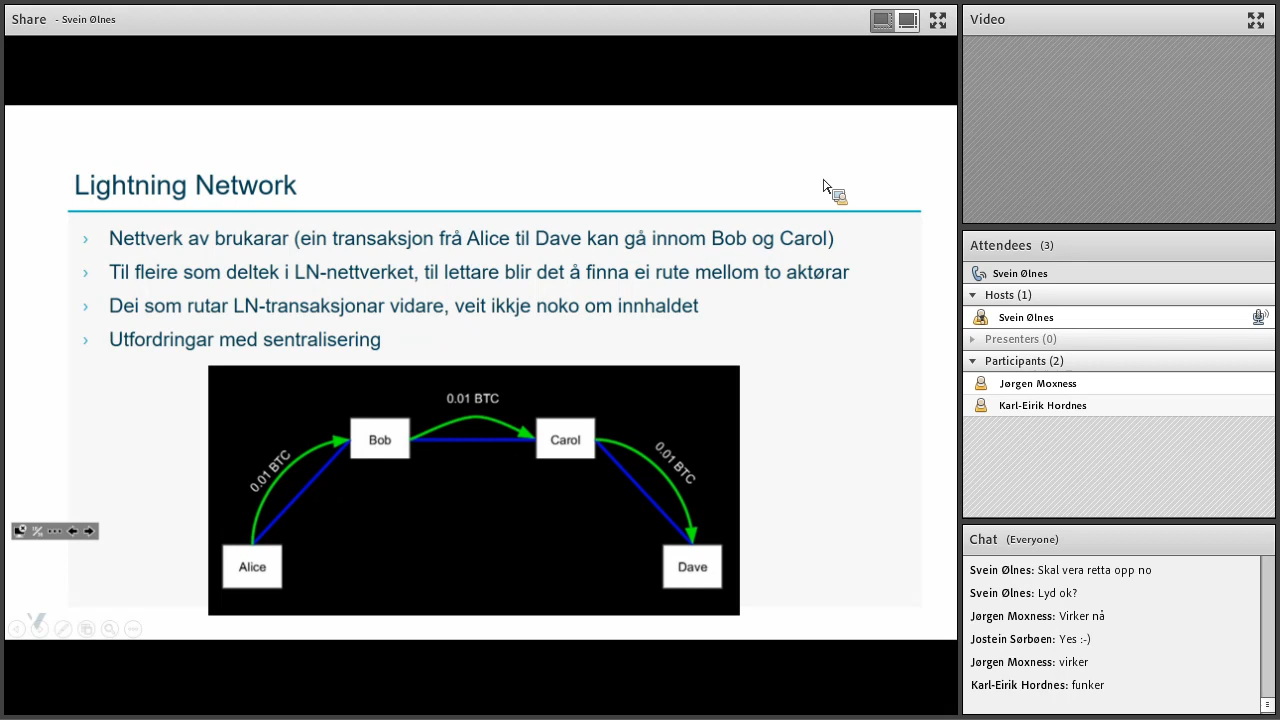 Share - Svein Ølnes
Lightning Network
› Nettverk av brukarar (ein transaksjon frå Alice til Dave kan gå innom Bob og Carol)
› Til fleire som deltek i LN-nettverket, til lettare blir det å finna ei rute mellom to aktørar
› Dei som rutar LN-transaksjonar vidare, veit ikkje noko om innhaldet
› Utfordringar med sentralisering
0.01 BTC
Bob
Carol
0.01 BTC
0.01 BTC
Alice
Dave
Video
Attendees (3)
Svein Ølnes
Hosts (1)
Svein Ølnes
Presenters (0)
Participants (2)
Jørgen Moxness
Karl-Eirik Hordnes
Chat (Everyone)
Svein Ølnes: Skal vera retta opp no
Svein Ølnes: Lyd ok?
Jørgen Moxness: Virker nå
Jostein Sørbøen: Yes :-)
Jørgen Moxness: virker
Karl-Eirik Hordnes: funker